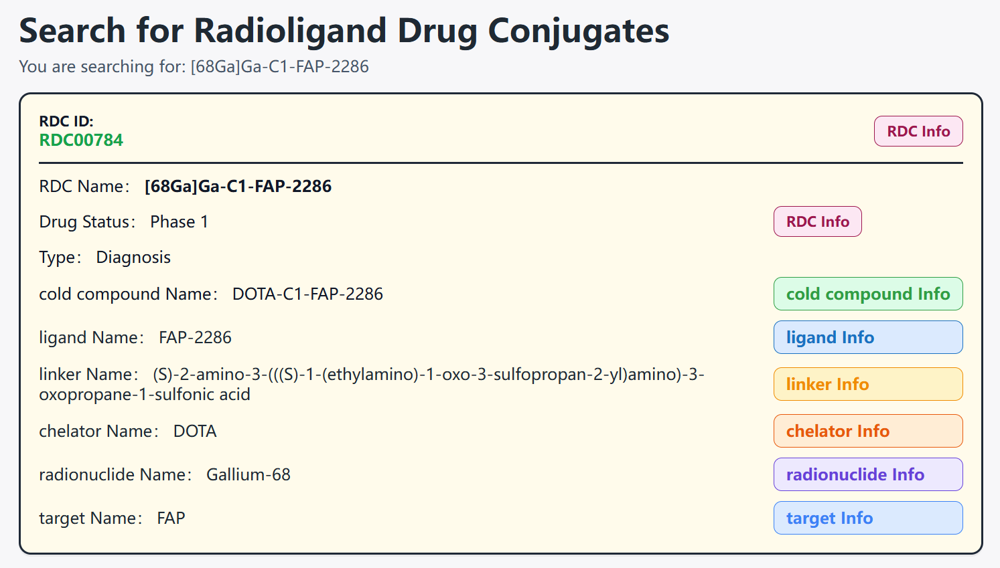 Search for Radioligand Drug Conjugates
You are searching for: [68Ga]Ga-C1-FAP-2286
RDC ID:
RDC00784
RDC Info
RDC Name: [68Ga]Ga-C1-FAP-2286
Drug Status: Phase 1
RDC Info
Type: Diagnosis
cold compound Name: DOTA-C1-FAP-2286
cold compound Info
ligand Name: FAP-2286
ligand Info
linker Name: (S)-2-amino-3-(((S)-1-(ethylamino)-1-oxo-3-sulfopropan-2-yl)amino)-3-
oxopropane-1-sulfonic acid
linker Info
chelator Name: DOTA
chelator Info
radionuclide Name: Gallium-68
radionuclide Info
target Name: FAP
target Info